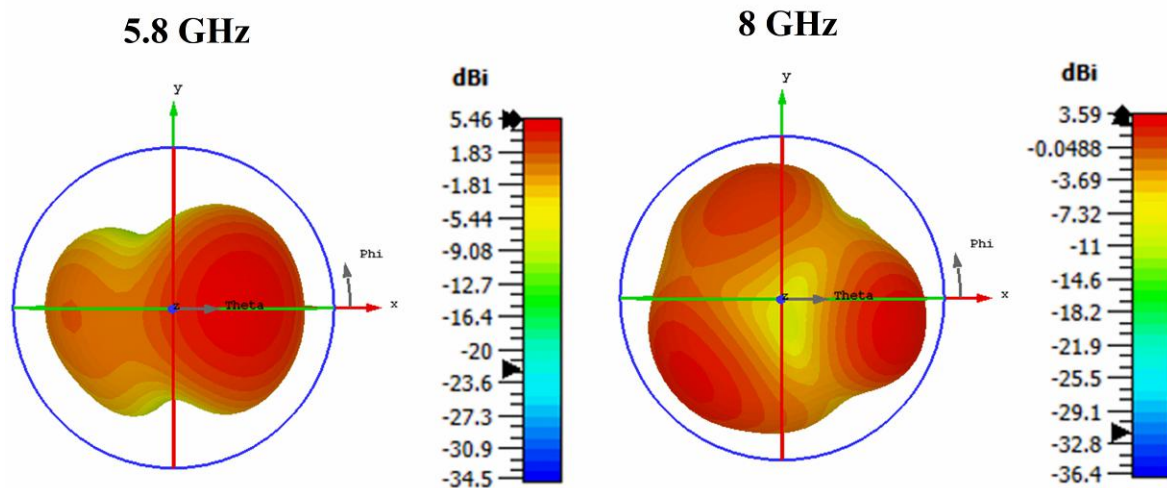 5.8 GHz
8 GHz
y
dBi
5.46
1.83
-1.81
-5.44
-9.08
-12.7
-16.4
-20
-23.6
-27.3
-30.9
-34.5
Phi
z
Theta
x
y
dBi
3.59
-0.0488
-3.69
-7.32
-11
-14.6
-18.2
-21.9
-25.5
-29.1
-32.8
-36.4
Phi
z
Theta
x